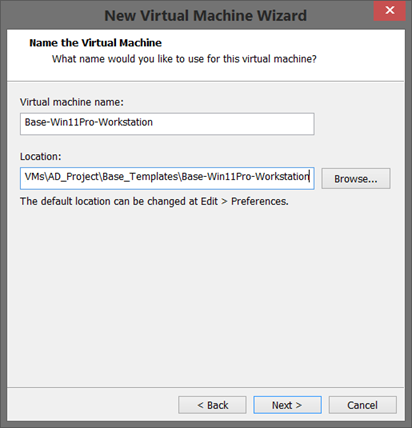 New Virtual Machine Wizard
Name the Virtual Machine
What name would you like to use for this virtual machine?
Virtual machine name:
Base-Win11Pro-Workstation
Location:
VMs\AD_Project\Base_Templates\Base-Win11Pro-Workstation
Browse...
The default location can be changed at Edit > Preferences.
< Back
Next >
Cancel